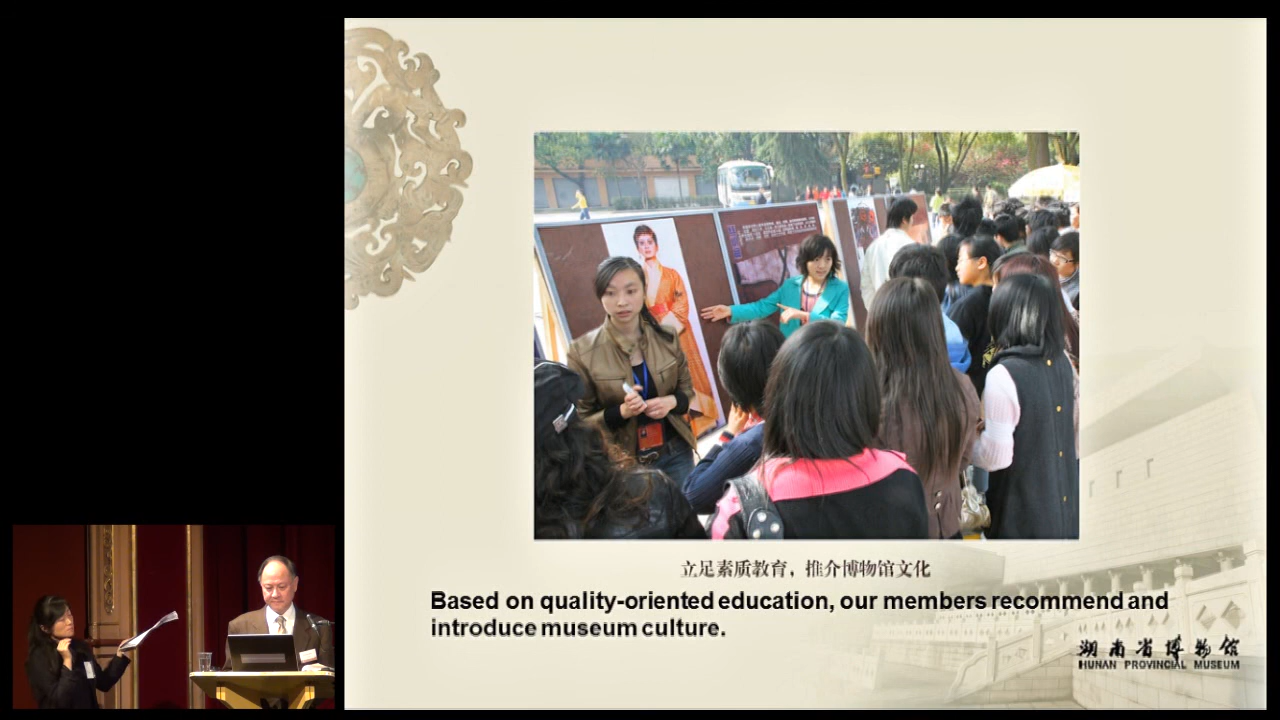 立足素质教育，推介博物馆文化
Based on quality-oriented education, our members recommend and
introduce museum culture.
湖南省博物馆
HUNAN PROVINCIAL MUSEUM